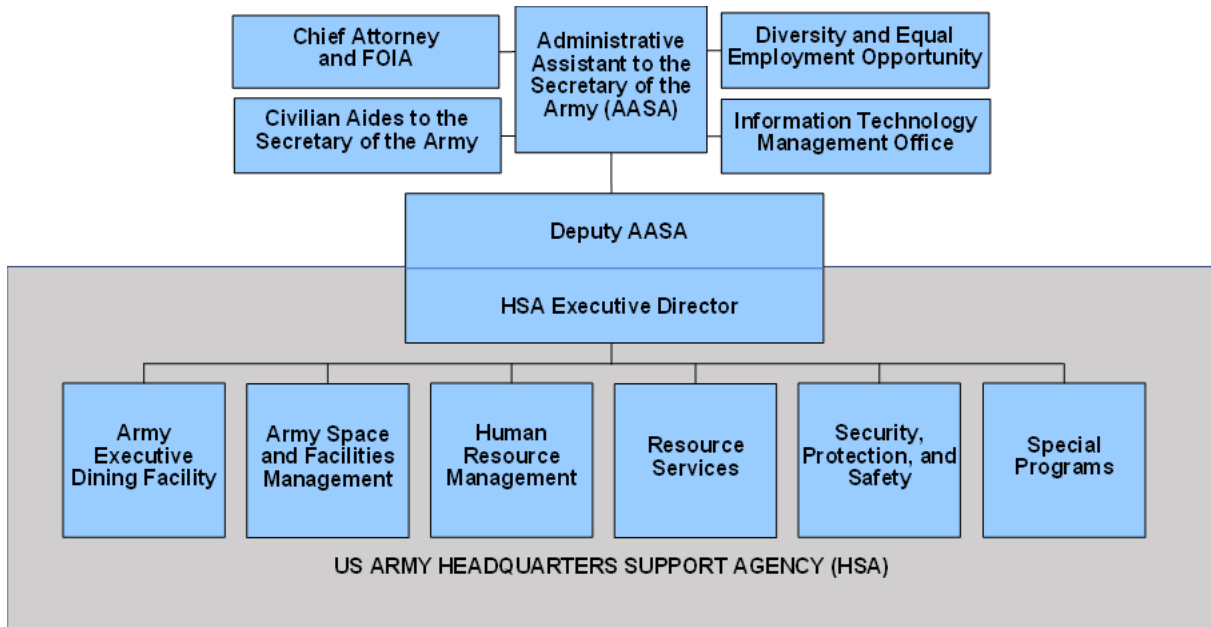 Chief Attorney
and FOIA
Administrative
Assistant to the
Secretary of the
Army (AASA)
Diversity and Equal
Employment Opportunity
Civilian Aides to the
Secretary of the Army
Information Technology
Management Office
Deputy AASA
HSA Executive Director
Army
Executive
Dining Facility
Army Space
and Facilities
Management
Human
Resource
Management
Resource
Services
Security,
Protection, and
Safety
Special
Programs
US ARMY HEADQUARTERS SUPPORT AGENCY (HSA)